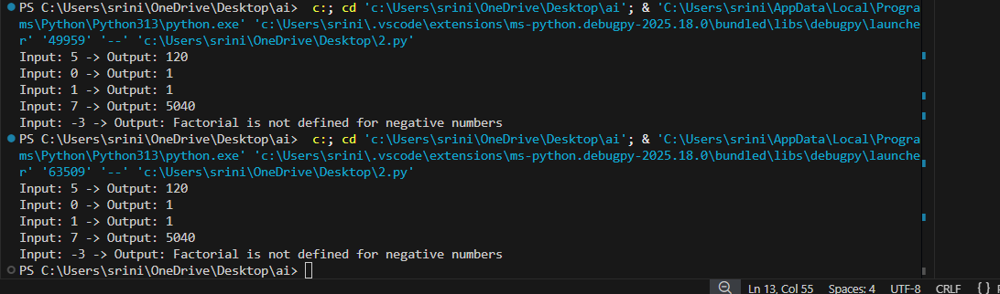 PS C:\Users\srini\OneDrive\Desktop\ai>  c:; cd 'c:\Users\srini\OneDrive\Desktop\ai'; & 'C:\Users\srini\AppData\Local\Progra
ms\Python\Python313\python.exe' 'c:\Users\srini\.vscode\extensions\ms-python.debugpy-2025.18.0\bundled\libs\debugpy\launche
r' '49959' '--' 'c:\Users\srini\OneDrive\Desktop\2.py'
Input: 5 -> Output: 120
Input: 0 -> Output: 1
Input: 1 -> Output: 1
Input: 7 -> Output: 5040
Input: -3 -> Output: Factorial is not defined for negative numbers
PS C:\Users\srini\OneDrive\Desktop\ai>  c:; cd 'c:\Users\srini\OneDrive\Desktop\ai'; & 'C:\Users\srini\AppData\Local\Progra
ms\Python\Python313\python.exe' 'c:\Users\srini\.vscode\extensions\ms-python.debugpy-2025.18.0\bundled\libs\debugpy\launche
r' '63509' '--' 'c:\Users\srini\OneDrive\Desktop\2.py'
Input: 5 -> Output: 120
Input: 0 -> Output: 1
Input: 1 -> Output: 1
Input: 7 -> Output: 5040
Input: -3 -> Output: Factorial is not defined for negative numbers
PS C:\Users\srini\OneDrive\Desktop\ai>
Ln 13, Col 55 Spaces: 4 UTF-8 CRLF {}